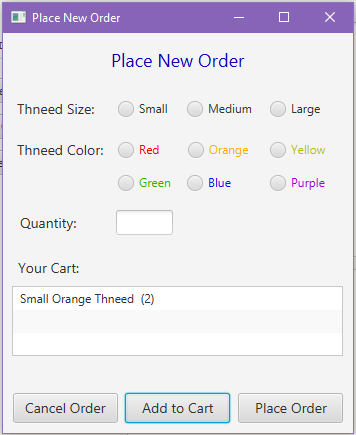 Place New Order
Place New Order
Thneed Size: Small Medium Large
Thneed Color: Red Orange Yellow
Green Blue Purple
Quantity:
Your Cart:
Small Orange Thneed (2)
Cancel Order Add to Cart Place Order